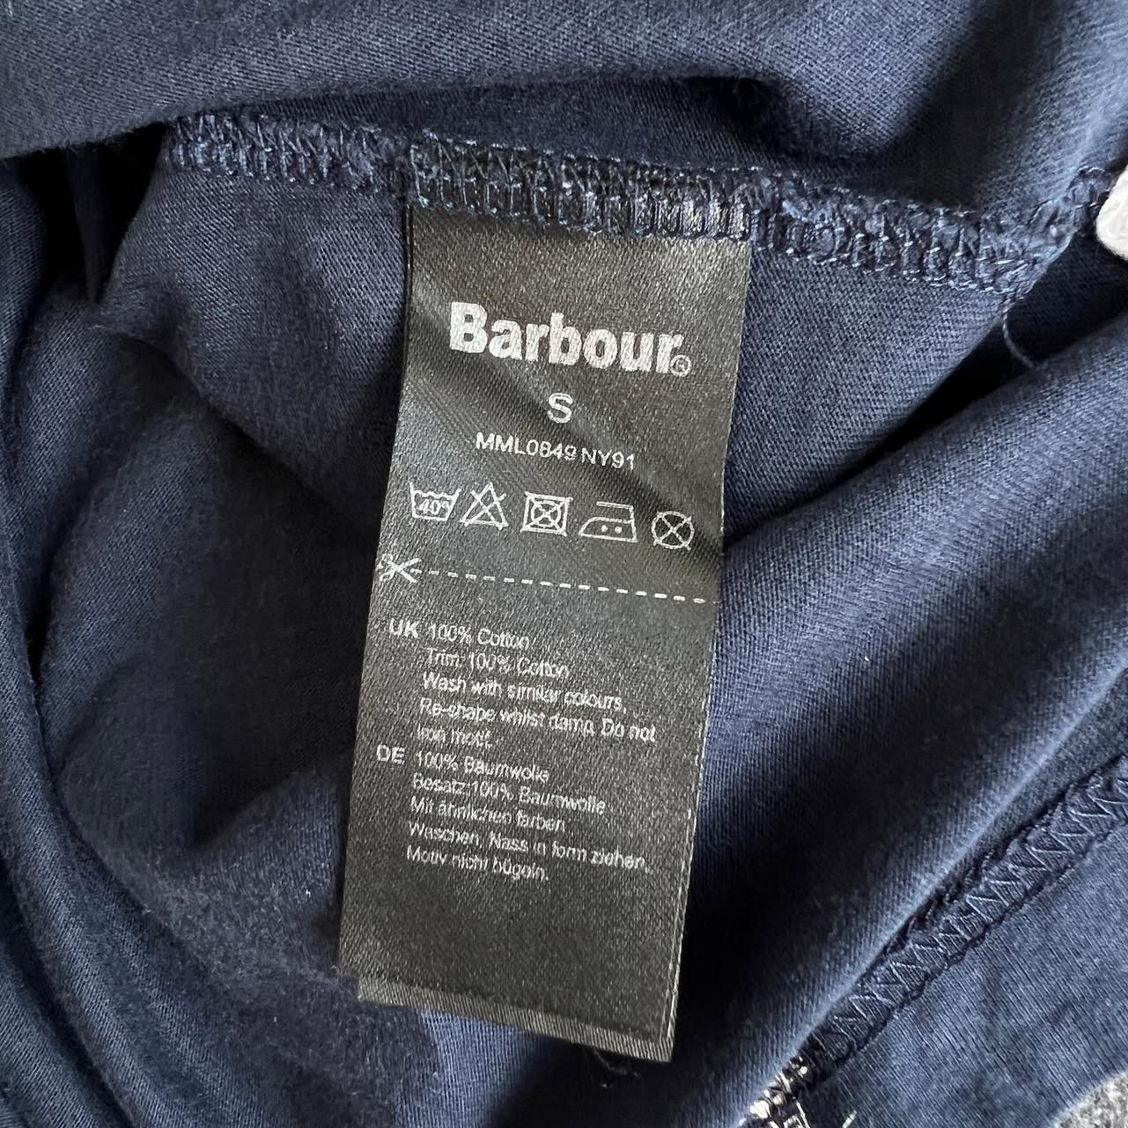 Barbour®
S
MML0849 NY91
40°
UK 100% Cotton
Trim: 100% Cotton
Wash with similar colours.
Re-shape whilst damp. Do not
iron motif.
DE 100% Baumwolle
Besatz:100% Baumwolle
Mit ähnlichen farben
Waschen. Nass in form ziehen.
Motiv nicht bügeln.